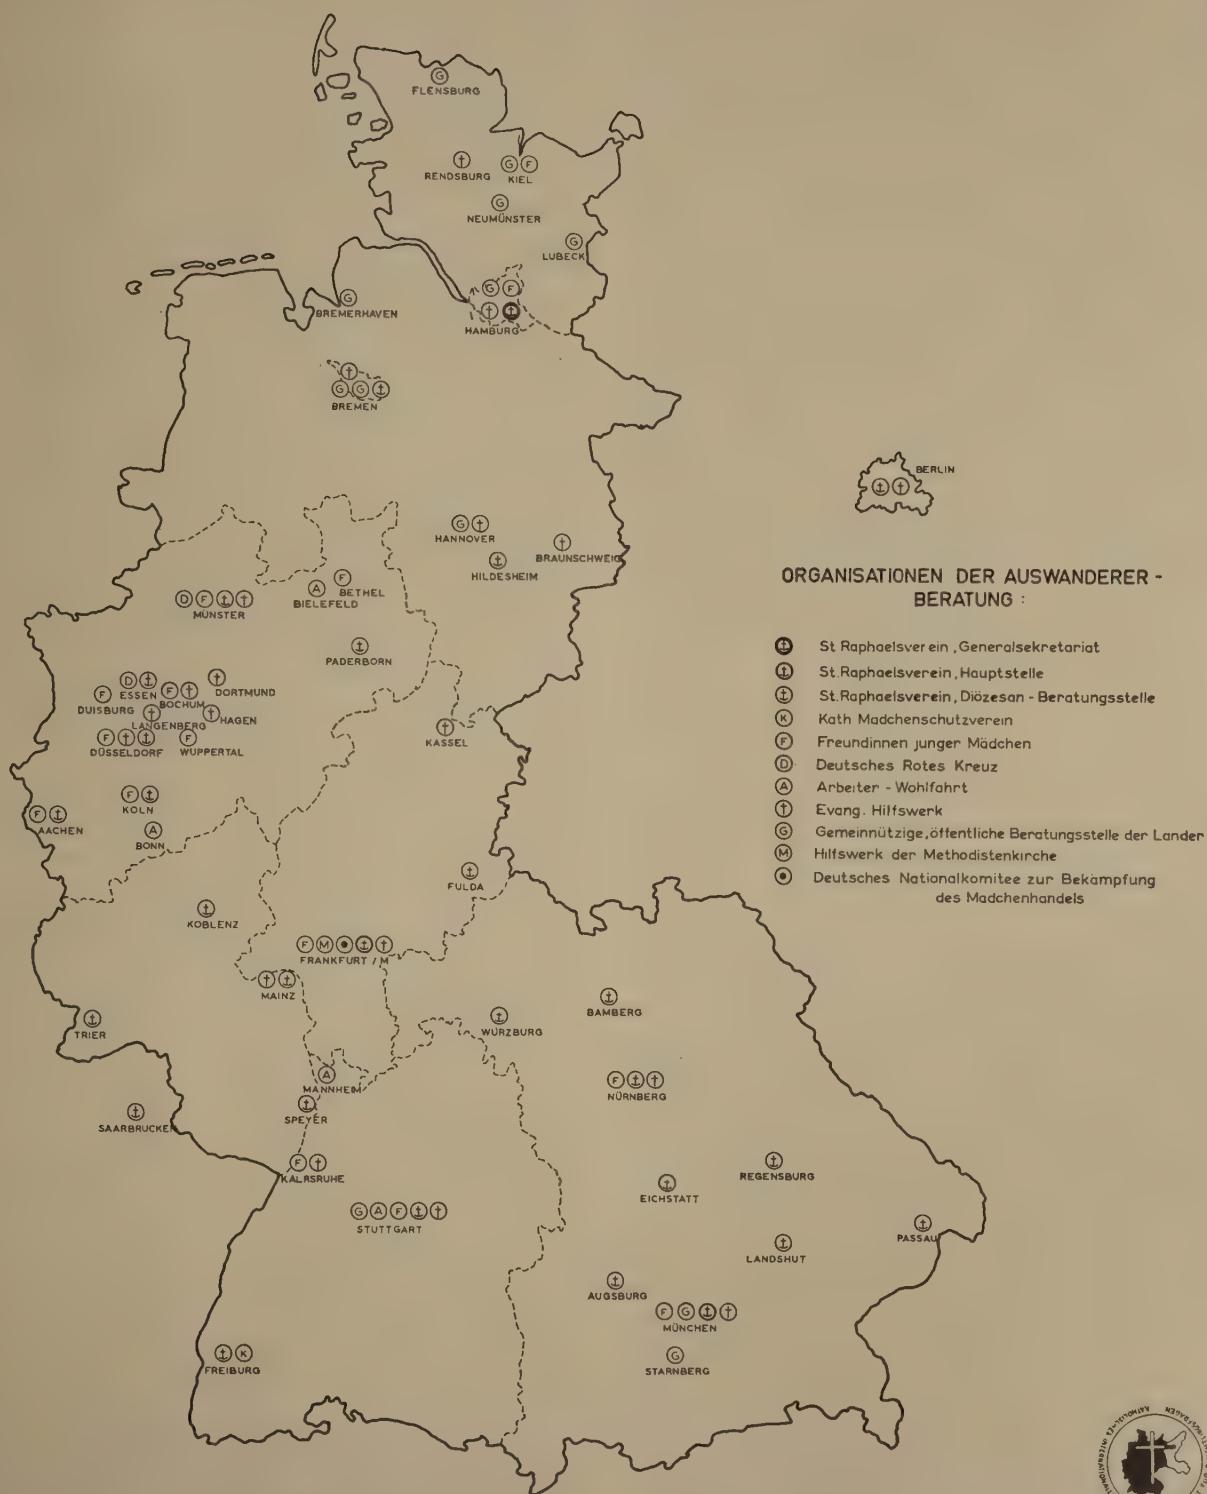 G
FLENSBURG
G F
RENDSBURG
KIEL
G
NEUMÜNSTER
G
LUBECK
G
BREMERHAVEN
G F
HAMBURG
G G
BREMEN
BERLIN
G
HANNOVER
BRAUNSCHWEIG
HILDESHEIM
D F
MÜNSTER
A
BIELEFELD
F
BETHEL
PADERBORN
D
ESSEN
F
DUISBURG
F
BOCHUM
DORTMUND
LANGENBERG
HAGEN
F
DÜSSELDORF
F
WUPPERTAL
KASSEL
F
KÖLN
F
AACHEN
A
BONN
FULDA
KOBLENZ
F M
FRANKFURT / M
MAINZ
TRIER
WÜRZBURG
BAMBERG
A
MANNHEIM
F
NÜRNBERG
SPEYER
SAARBRUCKEN
F
KALRSRUHE
REGENSBURG
EICHSTATT
G A F
STUTTGART
PASSAU
LANDSHUT
AUGSBURG
F G
MÜNCHEN
G
STARNBERG
K
FREIBURG
ORGANISATIONEN DER AUSWANDERER -
BERATUNG :
St Raphaelsverein , Generalsekretariat
St. Raphaelsverein , Hauptstelle
St. Raphaelsverein , Diözesan - Beratungsstelle
K Kath Madchenschutzverein
F Freundinnen junger Mädchen
D Deutsches Rotes Kreuz
A Arbeiter - Wohlfahrt
Evang. Hilfswerk
G Gemeinnützige, öffentliche Beratungsstelle der Lander
M Hilfswerk der Methodistenkirche
Deutsches Nationalkomitee zur Bekämpfung
des Madchenhandels